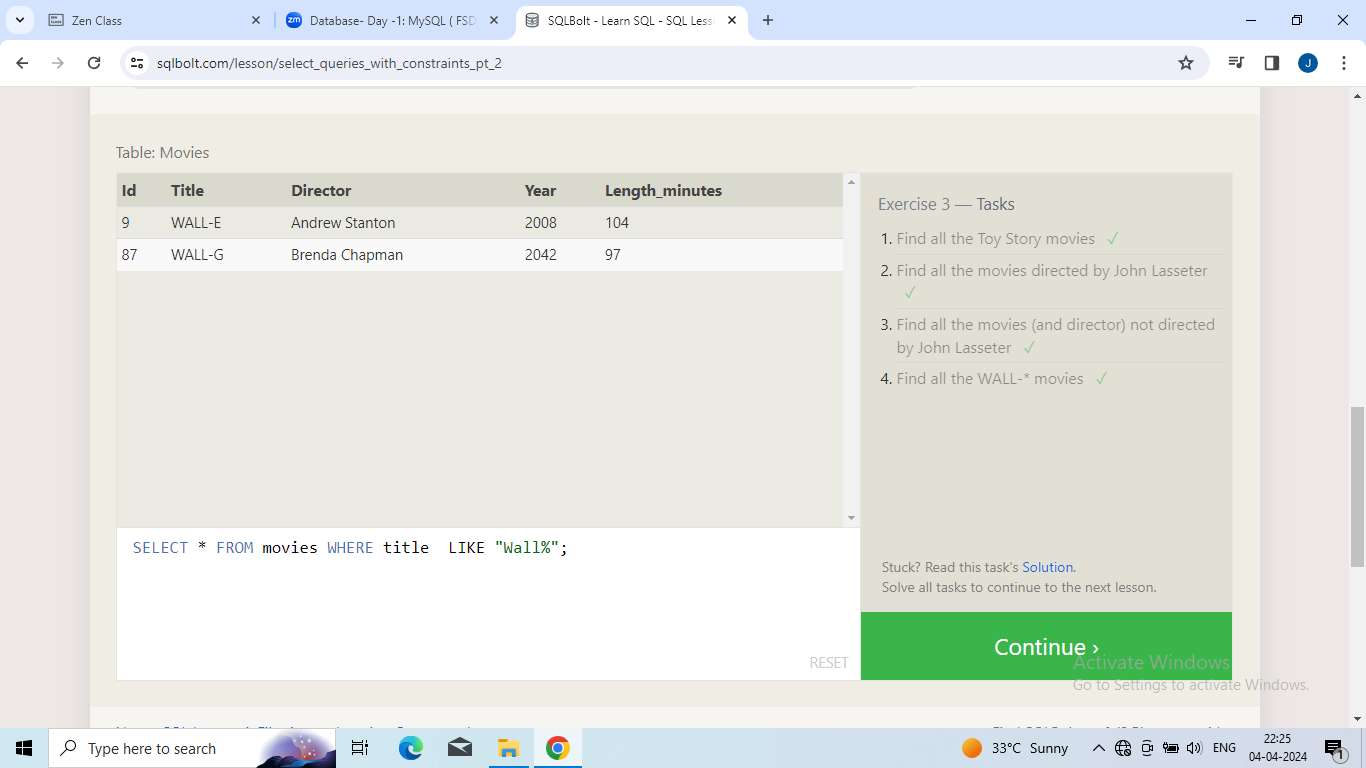 Zen Class
zm Database- Day -1: MySQL ( FSD
SQLBolt - Learn SQL - SQL Less
sqlbolt.com/lesson/select_queries_with_constraints_pt_2
J
Table: Movies
Id Title Director Year Length_minutes
9 WALL-E Andrew Stanton 2008 104
87 WALL-G Brenda Chapman 2042 97
SELECT * FROM movies WHERE title  LIKE "Wall%";
RESET
Exercise 3 — Tasks
1. Find all the Toy Story movies ✓
2. Find all the movies directed by John Lasseter
✓
3. Find all the movies (and director) not directed
by John Lasseter ✓
4. Find all the WALL-* movies ✓
Stuck? Read this task's Solution.
Solve all tasks to continue to the next lesson.
Continue ›
Activate Windows
Go to Settings to activate Windows.
Type here to search
33°C Sunny
ENG
22:25
04-04-2024
1